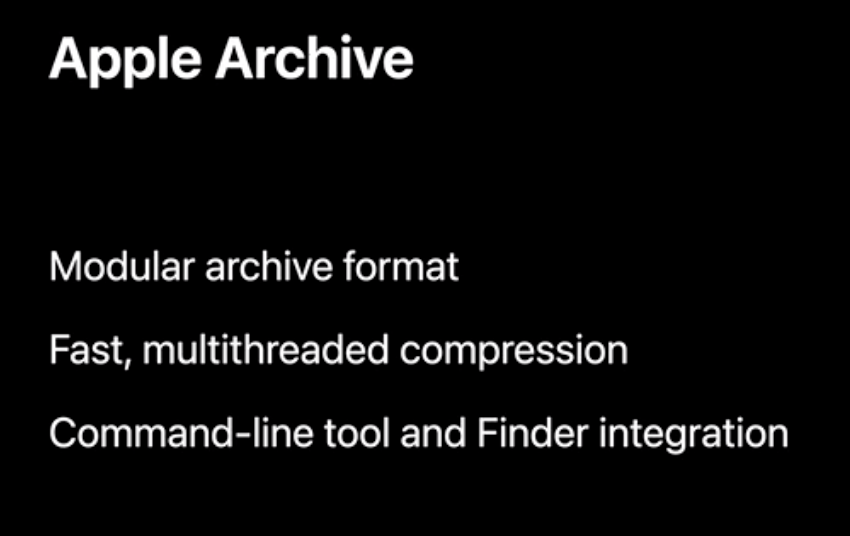 Apple Archive
Modular archive format
Fast, multithreaded compression
Command-line tool and Finder integration